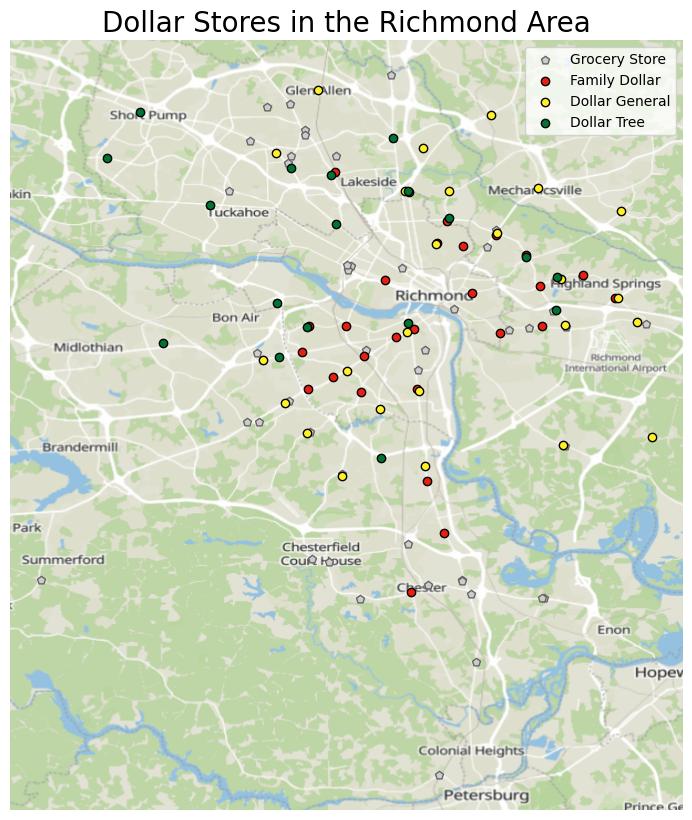 Dollar Stores in the Richmond Area
Grocery Store
Family Dollar
Dollar General
Dollar Tree
Glen Allen
Short Pump
Lakeside
Mechanicsville
kin
Tuckahoe
Highland Springs
Richmond
Bon Air
Midlothian
Richmond
International Airport
Brandermill
Park
Chesterfield
Court House
Summerford
Chester
Enon
Hopew
Colonial Heights
Petersburg
Prince Ge